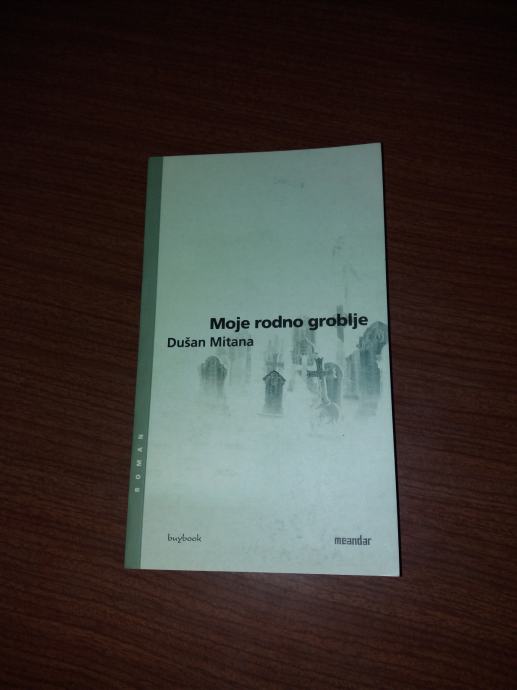 Moje rodno groblje
Dušan Mitana
ROMAN
buybook
meandar